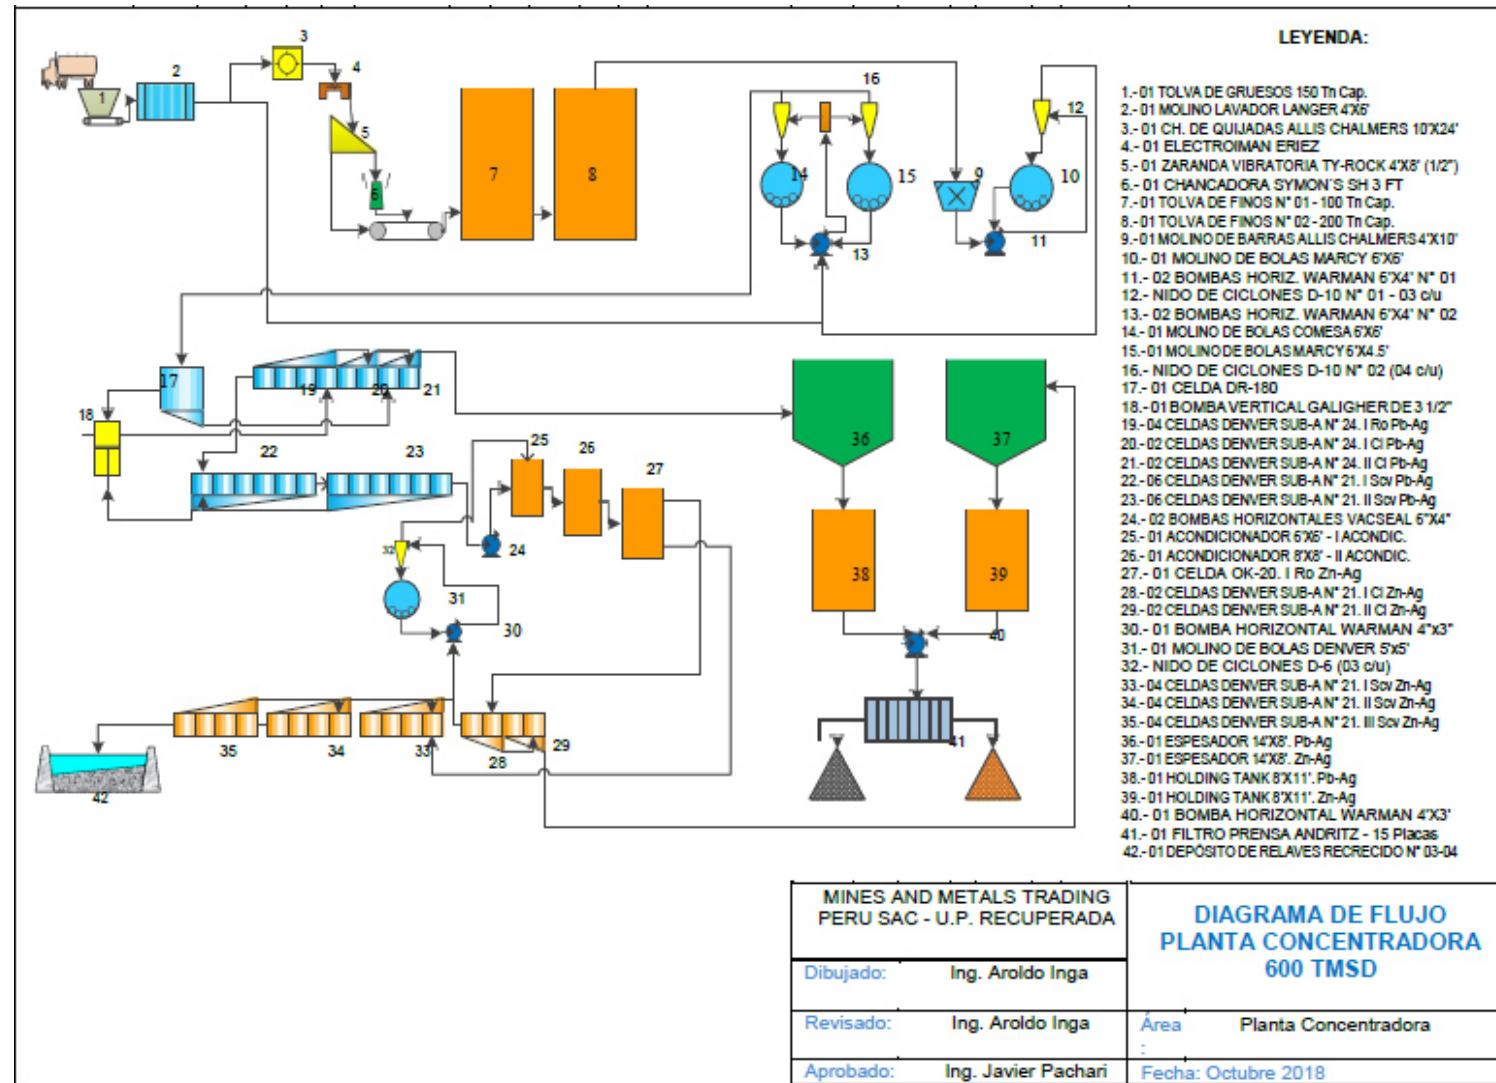 LEYENDA:
1.- 01 TOLVA DE GRUESOS 150 Tn Cap.
2.- 01 MOLINO LAVADOR LANGER 4'X6'
3.- 01 CH. DE QUIJADAS ALLIS CHALMERS 10"X24"
4.- 01 ELECTROIMAN ERIEZ
5.- 01 ZARANDA VIBRATORIA TY-ROCK 4'X8' (1/2")
6.- 01 CHANCADORA SYMON'S SH 3 FT
7.- 01 TOLVA DE FINOS N° 01 - 100 Tn Cap.
8.- 01 TOLVA DE FINOS N° 02 - 200 Tn Cap.
9.- 01 MOLINO DE BARRAS ALLIS CHALMERS 4'X10'
10.- 01 MOLINO DE BOLAS MARCY 6'X6'
11.- 02 BOMBAS HORIZ. WARMAN 6"X4" N° 01
12.- NIDO DE CICLONES D-10 N° 01 - 03 c/u
13.- 02 BOMBAS HORIZ. WARMAN 6"X4" N° 02
14.- 01 MOLINO DE BOLAS COMESA 6'X6'
15.- 01 MOLINO DE BOLAS MARCY 6'X4.5'
16.- NIDO DE CICLONES D-10 N° 02 (04 c/u)
17.- 01 CELDA DR-180
18.- 01 BOMBA VERTICAL GALIGHER DE 3 1/2"
19.- 04 CELDAS DENVER SUB-A N° 24. I Ro Pb-Ag
20.- 02 CELDAS DENVER SUB-A N° 24. I Cl Pb-Ag
21.- 02 CELDAS DENVER SUB-A N° 24. II Cl Pb-Ag
22.- 06 CELDAS DENVER SUB-A N° 21. I Scv Pb-Ag
23.- 06 CELDAS DENVER SUB-A N° 21. II Scv Pb-Ag
24.- 02 BOMBAS HORIZONTALES VACSEAL 6"X4"
25.- 01 ACONDICIONADOR 6'X6' - I ACONDIC.
26.- 01 ACONDICIONADOR 8'X8' - II ACONDIC.
27.- 01 CELDA OK-20. I Ro Zn-Ag
28.- 02 CELDAS DENVER SUB-A N° 21. I Cl Zn-Ag
29.- 02 CELDAS DENVER SUB-A N° 21. II Cl Zn-Ag
30.- 01 BOMBA HORIZONTAL WARMAN 4"x3"
31.- 01 MOLINO DE BOLAS DENVER 5'x5'
32.- NIDO DE CICLONES D-6 (03 c/u)
33.- 04 CELDAS DENVER SUB-A N° 21. I Scv Zn-Ag
34.- 04 CELDAS DENVER SUB-A N° 21. II Scv Zn-Ag
35.- 04 CELDAS DENVER SUB-A N° 21. III Scv Zn-Ag
36.- 01 ESPESADOR 14'X8'. Pb-Ag
37.- 01 ESPESADOR 14'X8'. Zn-Ag
38.- 01 HOLDING TANK 8'X11'. Pb-Ag
39.- 01 HOLDING TANK 8'X11'. Zn-Ag
40.- 01 BOMBA HORIZONTAL WARMAN 4"X3"
41.- 01 FILTRO PRENSA ANDRITZ - 15 Placas
42.- 01 DEPÓSITO DE RELAVES RECRECIDO N° 03-04
1
2
3
4
5
6
7
8
9
10
11
12
13
14
15
16
17
18
19
20
21
22
23
24
25
26
27
28
29
30
31
32
33
34
35
36
37
38
39
40
41
42
MINES AND METALS TRADING
PERU SAC - U.P. RECUPERADA
DIAGRAMA DE FLUJO
PLANTA CONCENTRADORA
600 TMSD
Dibujado: Ing. Aroldo Inga
Revisado: Ing. Aroldo Inga
Área : Planta Concentradora
Aprobado: Ing. Javier Pachari
Fecha: Octubre 2018